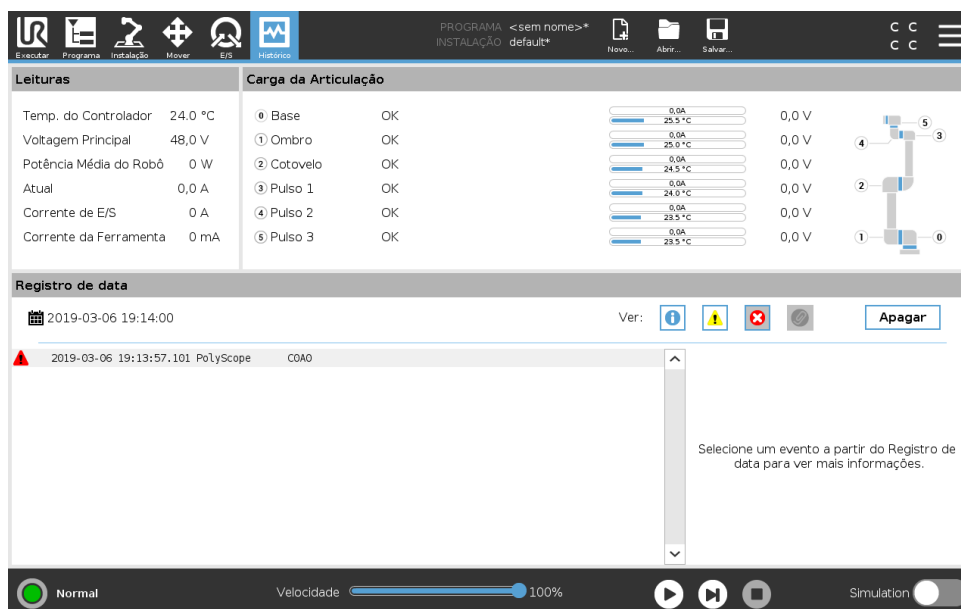 PROGRAMA <sem nome>*
INSTALAÇÃO default*
C C
C C
Executar Programa Instalação Mover E/S Histórico Novo... Abrir... Salvar...
Leituras
Temp. do Controlador 24.0 °C
Voltagem Principal 48,0 V
Potência Média do Robô 0 W
Atual 0,0 A
Corrente de E/S 0 A
Corrente da Ferramenta 0 mA
Carga da Articulação
0 Base OK 0,0A 25.5 °C 0,0 V
1 Ombro OK 0,0A 25.0 °C 0,0 V
2 Cotovelo OK 0,0A 24.5 °C 0,0 V
3 Pulso 1 OK 0,0A 24.0 °C 0,0 V
4 Pulso 2 OK 0,0A 23.5 °C 0,0 V
5 Pulso 3 OK 0,0A 23.5 °C 0,0 V
5
4 3
2
1 0
Registro de data
2019-03-06 19:14:00 Ver: Apagar
2019-03-06 19:13:57.101 PolyScope C0A0
Selecione um evento a partir do Registro de
data para ver mais informações.
Normal Velocidade 100% Simulation